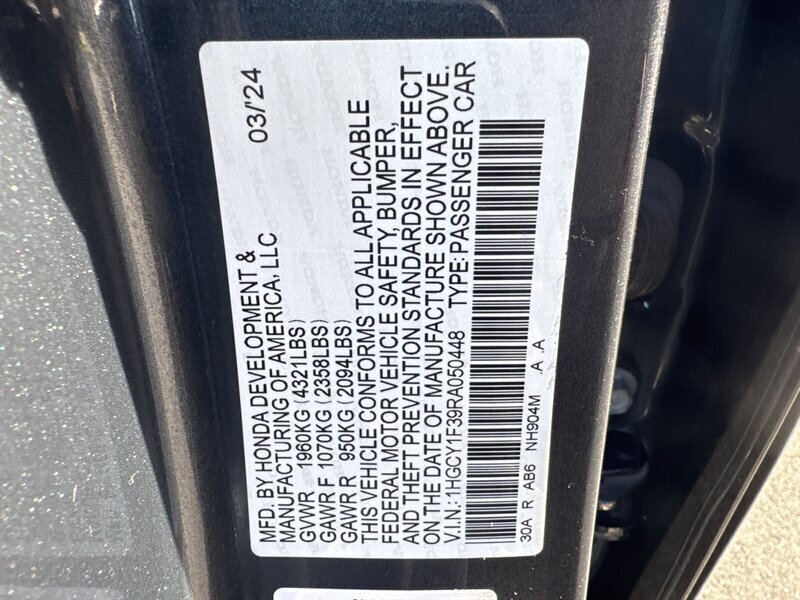 MFD. BY HONDA DEVELOPMENT & 03/'24
MANUFACTURING OF AMERICA, LLC
GVWR 1960KG (4321LBS)
GAWR F 1070KG (2358LBS)
GAWR R 950KG (2094LBS)
THIS VEHICLE CONFORMS TO ALL APPLICABLE
FEDERAL MOTOR VEHICLE SAFETY, BUMPER,
AND THEFT PREVENTION STANDARDS IN EFFECT
ON THE DATE OF MANUFACTURE SHOWN ABOVE.
V.I.N.: 1HGCY1F39RA050448 TYPE: PASSENGER CAR
30A R AB6 NH904M .A .A